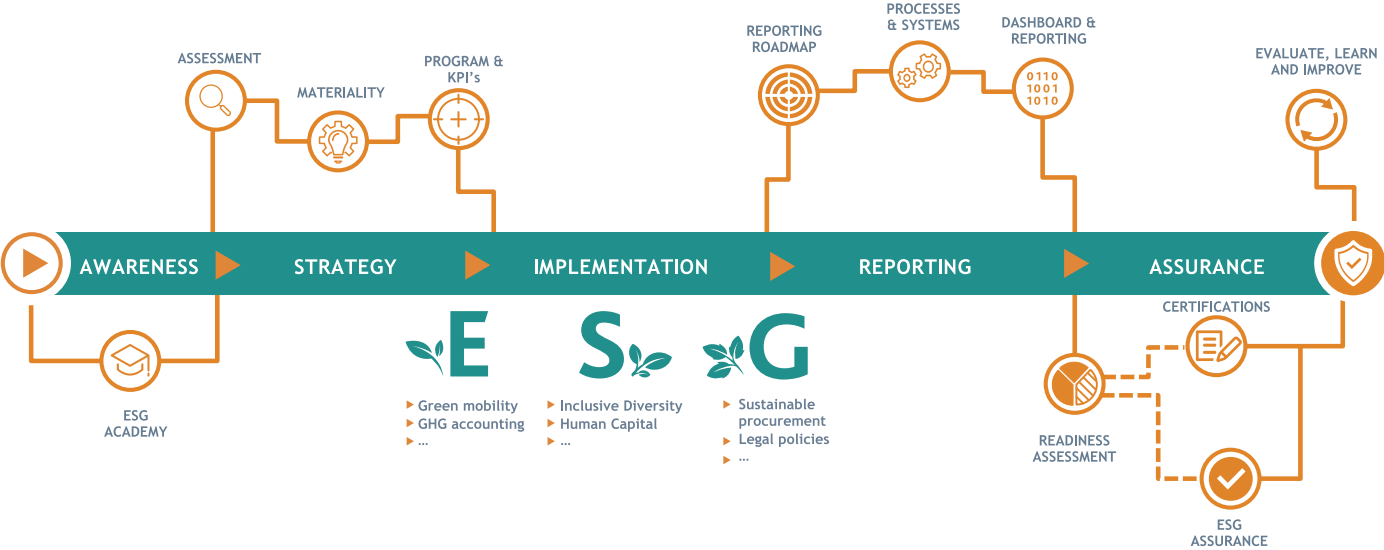 ASSESSMENT
MATERIALITY
PROGRAM &
KPI's
REPORTING
ROADMAP
PROCESSES
& SYSTEMS
DASHBOARD &
REPORTING
0110
1001
1010
EVALUATE, LEARN
AND IMPROVE
AWARENESS
STRATEGY
IMPLEMENTATION
REPORTING
ASSURANCE
ESG
ACADEMY
E
Green mobility
GHG accounting
...
S
Inclusive Diversity
Human Capital
...
G
Sustainable
procurement
Legal policies
...
CERTIFICATIONS
READINESS
ASSESSMENT
ESG
ASSURANCE